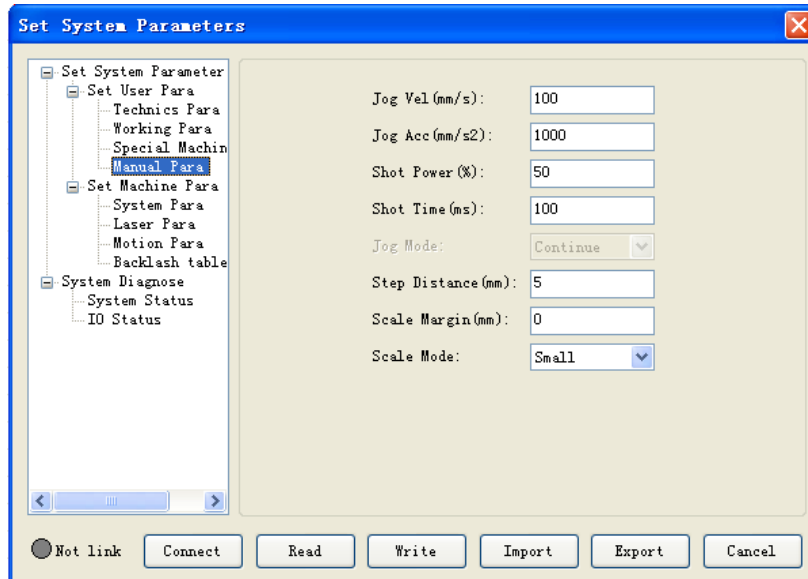 Set System Parameters
Set System Parameter
Set User Para
Technics Para
Working Para
Special Machin
Manual Para
Set Machine Para
System Para
Laser Para
Motion Para
Backlash table
System Diagnose
System Status
IO Status
Jog Vel(mm/s): 100
Jog Acc(mm/s2): 1000
Shot Power(%): 50
Shot Time(ms): 100
Jog Mode: Continue
Step Distance(mm): 5
Scale Margin(mm): 0
Scale Mode: Small
Not link Connect Read Write Import Export Cancel